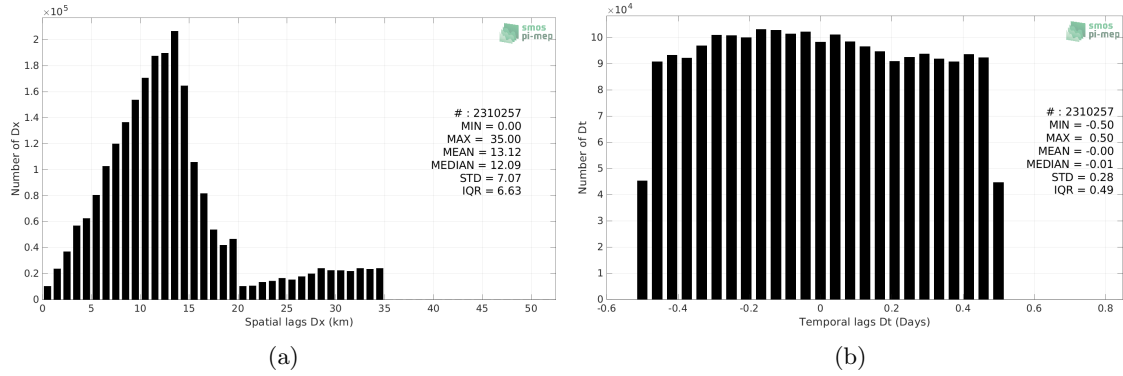 ×10⁵
2
1.8
1.6
1.4
1.2
1
0.8
0.6
0.4
0.2
0
Number of Dx
smos
pi-mep
# : 2310257
MIN = 0.00
MAX = 35.00
MEAN = 13.12
MEDIAN = 12.09
STD = 7.07
IQR = 6.63
0 5 10 15 20 25 30 35 40 45 50
Spatial lags Dx (km)
(a)
×10⁴
10
9
8
7
6
5
4
3
2
1
0
Number of Dt
smos
pi-mep
# : 2310257
MIN = -0.50
MAX = 0.50
MEAN = -0.00
MEDIAN = -0.01
STD = 0.28
IQR = 0.49
-0.6 -0.4 -0.2 0 0.2 0.4 0.6 0.8
Temporal lags Dt (Days)
(b)